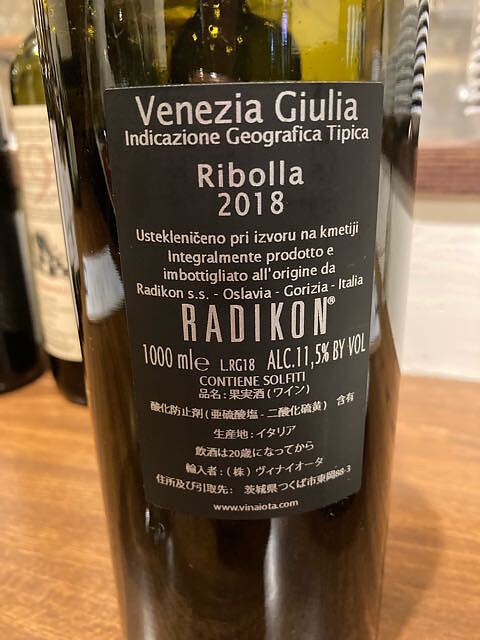 Venezia Giulia
Indicazione Geografica Tipica
Ribolla
2018
Ustekleničeno pri izvoru na kmetiji
Integralmente prodotto e
imbottigliato all'origine da
Radikon s.s. - Oslavia - Gorizia - Italia
RADIKON®
1000 ml℮ L.RG18 ALC.11,5% BY VOL
CONTIENE SOLFITI
品名:果実酒(ワイン)
酸化防止剤(亜硫酸塩-二酸化硫黄) 含有
生産地:イタリア
飲酒は20歳になってから
輸入者:(株)ヴィナイオータ
住所及び引取先: 茨城県つくば市東岡88-3
www.vinaiota.com